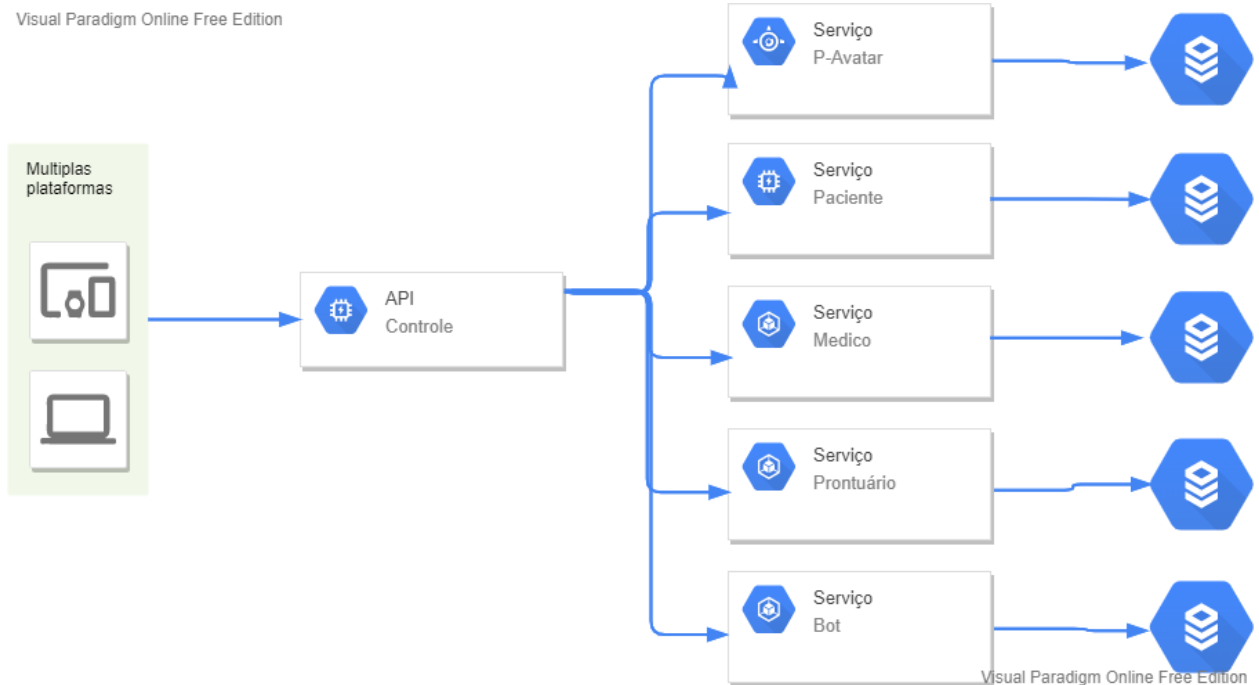 Visual Paradigm Online Free Edition
Multiplas
plataformas
API
Controle
Serviço
P-Avatar
Serviço
Paciente
Serviço
Medico
Serviço
Prontuário
Serviço
Bot
Visual Paradigm Online Free Edition